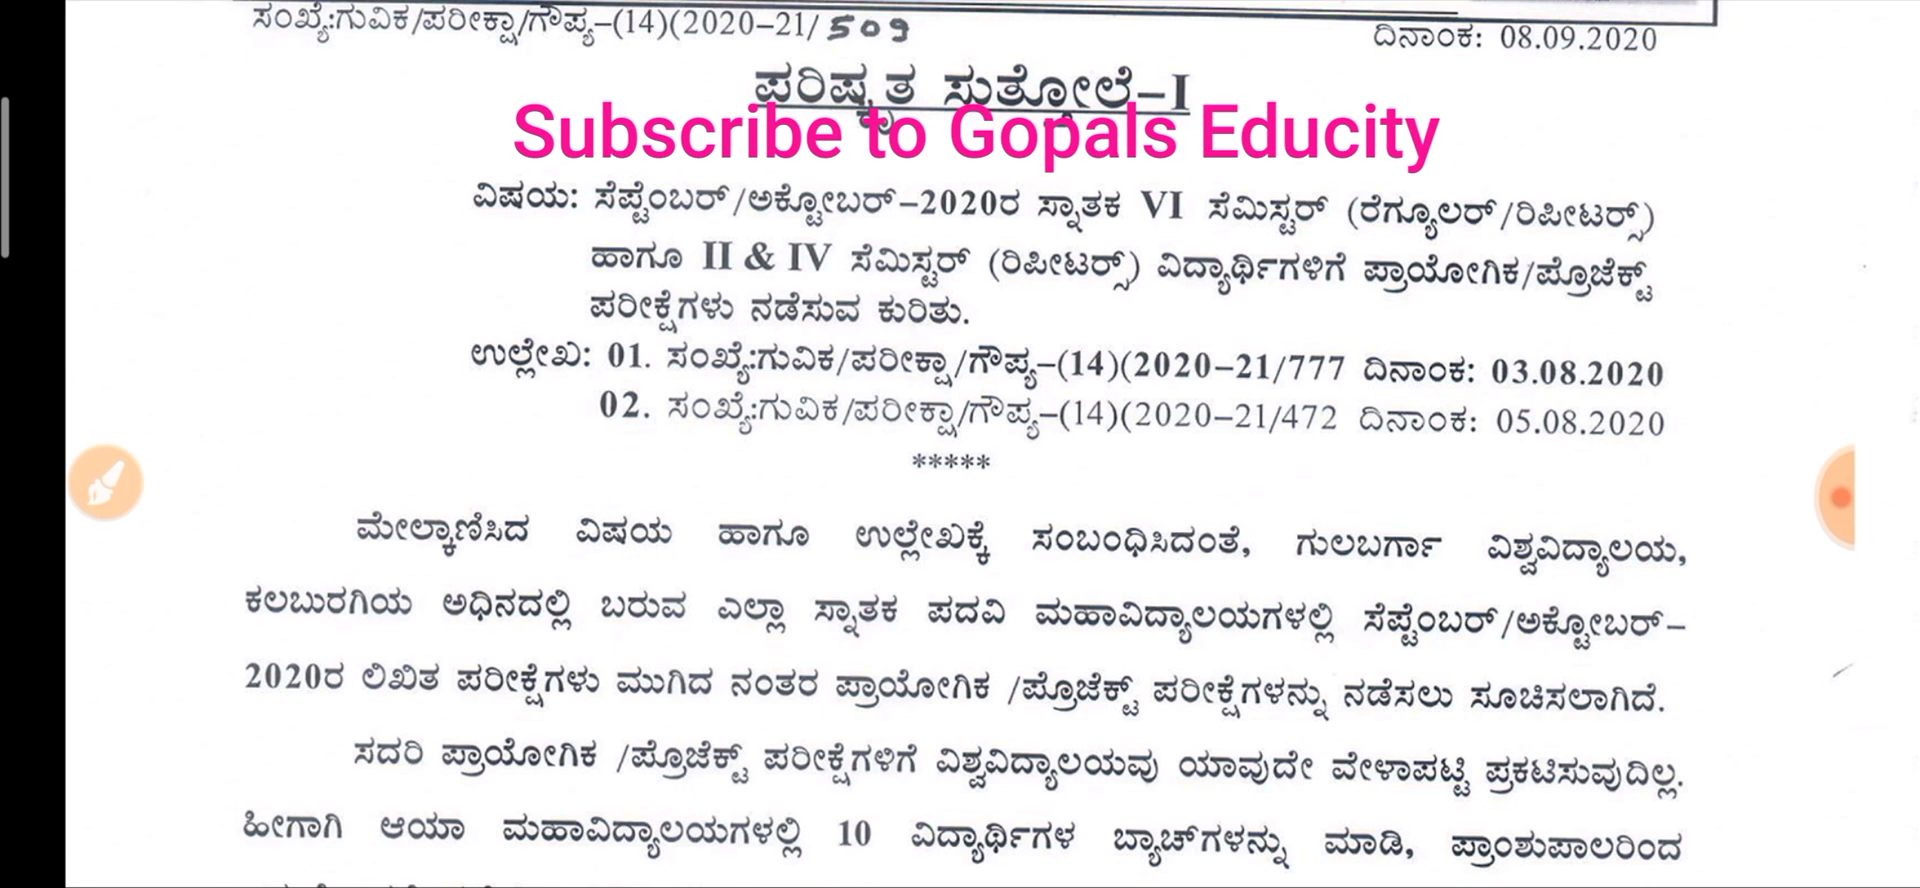 ಸಂಖ್ಯೆ:ಗುವಿಕ/ಪರೀಕ್ಷಾ/ಗೌಪ್ಯ-(14)(2020-21/ 509 ದಿನಾಂಕ: 08.09.2020
ಪರಿಷ್ಕೃತ ಸುತ್ತೋಲೆ-I
Subscribe to Gopals Educity
ವಿಷಯ: ಸೆಪ್ಟೆಂಬರ್/ಅಕ್ಟೋಬರ್-2020ರ ಸ್ನಾತಕ VI ಸೆಮಿಸ್ಟರ್ (ರೆಗ್ಯೂಲರ್/ರಿಪೀಟರ್ಸ್)
ಹಾಗೂ II & IV ಸೆಮಿಸ್ಟರ್ (ರಿಪೀಟರ್ಸ್) ವಿದ್ಯಾರ್ಥಿಗಳಿಗೆ ಪ್ರಾಯೋಗಿಕ/ಪ್ರೊಜೆಕ್ಟ್
ಪರೀಕ್ಷೆಗಳು ನಡೆಸುವ ಕುರಿತು.
ಉಲ್ಲೇಖ: 01. ಸಂಖ್ಯೆ:ಗುವಿಕ/ಪರೀಕ್ಷಾ/ಗೌಪ್ಯ-(14)(2020-21/777 ದಿನಾಂಕ: 03.08.2020
02. ಸಂಖ್ಯೆ:ಗುವಿಕ/ಪರೀಕ್ಷಾ/ಗೌಪ್ಯ-(14)(2020-21/472 ದಿನಾಂಕ: 05.08.2020
*****
ಮೇಲ್ಕಾಣಿಸಿದ ವಿಷಯ ಹಾಗೂ ಉಲ್ಲೇಖಕ್ಕೆ ಸಂಬಂಧಿಸಿದಂತೆ, ಗುಲಬರ್ಗಾ ವಿಶ್ವವಿದ್ಯಾಲಯ,
ಕಲಬುರಗಿಯ ಅಧಿನದಲ್ಲಿ ಬರುವ ಎಲ್ಲಾ ಸ್ನಾತಕ ಪದವಿ ಮಹಾವಿದ್ಯಾಲಯಗಳಲ್ಲಿ ಸೆಪ್ಟೆಂಬರ್/ಅಕ್ಟೋಬರ್-
2020ರ ಲಿಖಿತ ಪರೀಕ್ಷೆಗಳು ಮುಗಿದ ನಂತರ ಪ್ರಾಯೋಗಿಕ /ಪ್ರೊಜೆಕ್ಟ್ ಪರೀಕ್ಷೆಗಳನ್ನು ನಡೆಸಲು ಸೂಚಿಸಲಾಗಿದೆ.
ಸದರಿ ಪ್ರಾಯೋಗಿಕ /ಪ್ರೊಜೆಕ್ಟ್ ಪರೀಕ್ಷೆಗಳಿಗೆ ವಿಶ್ವವಿದ್ಯಾಲಯವು ಯಾವುದೇ ವೇಳಾಪಟ್ಟಿ ಪ್ರಕಟಿಸುವುದಿಲ್ಲ.
ಹೀಗಾಗಿ ಆಯಾ ಮಹಾವಿದ್ಯಾಲಯಗಳಲ್ಲಿ 10 ವಿದ್ಯಾರ್ಥಿಗಳ ಬ್ಯಾಚ್‌ಗಳನ್ನು ಮಾಡಿ, ಪ್ರಾಂಶುಪಾಲರಿಂದ